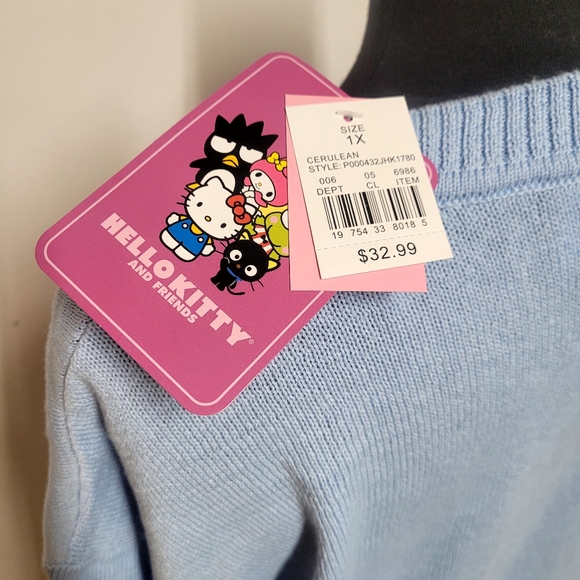 HELLO KITTY
AND FRIENDS
®
SIZE
1X
CERULEAN
STYLE: P000432JHK1780
006 05 6986
DEPT CL ITEM
19 754 33 8018 5
$32.99